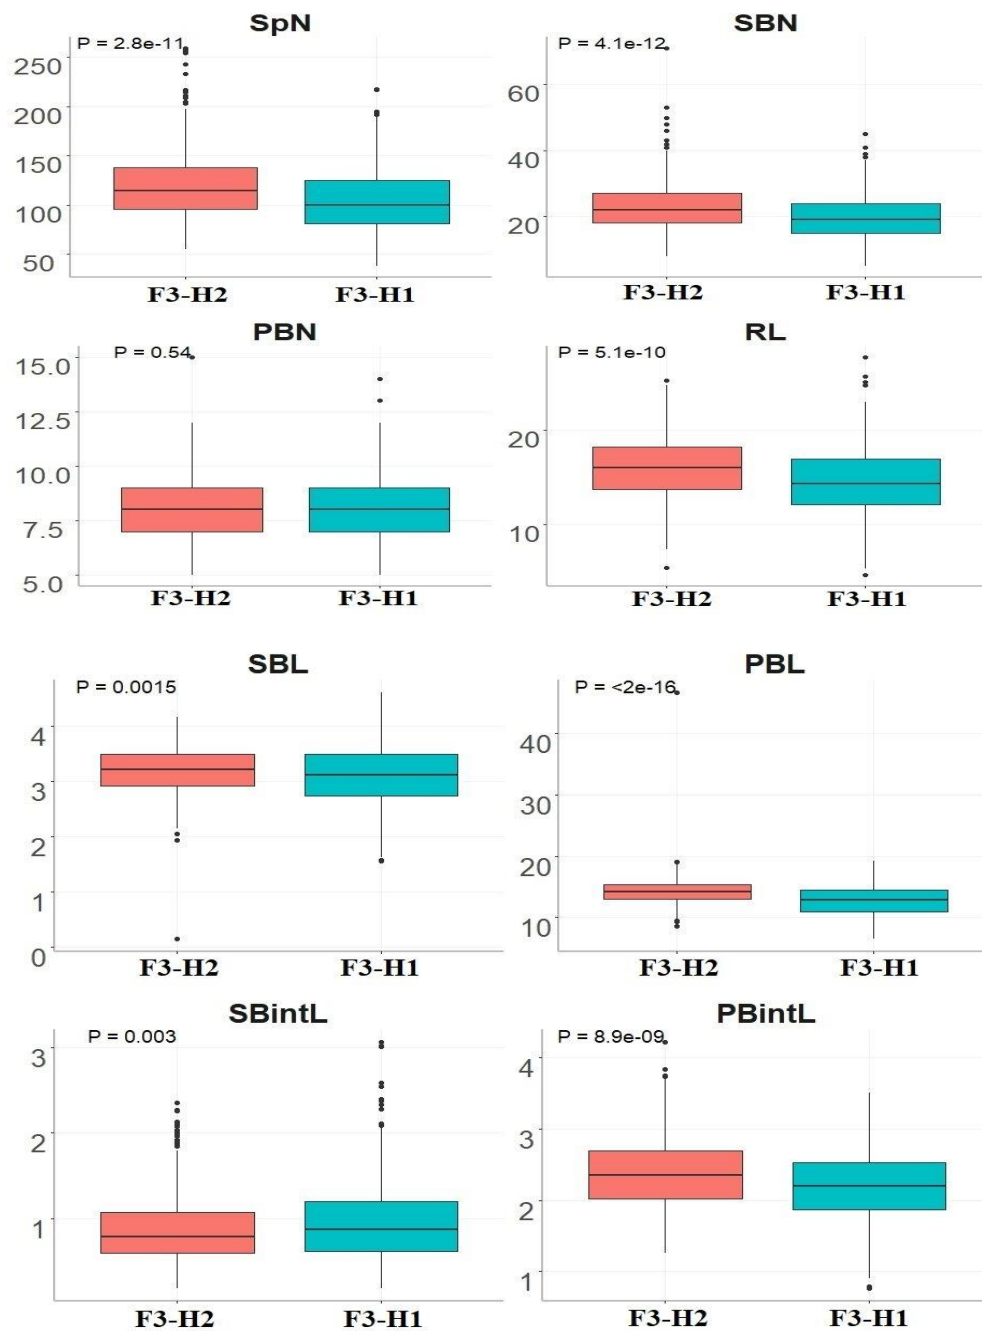 SpN
P = 2.8e-11
250
200
150
100
50
F3-H2 F3-H1
SBN
P = 4.1e-12
60
40
20
F3-H2 F3-H1
PBN
P = 0.54
15.0
12.5
10.0
7.5
5.0
F3-H2 F3-H1
RL
P = 5.1e-10
20
10
F3-H2 F3-H1
SBL
P = 0.0015
4
3
2
1
0
F3-H2 F3-H1
PBL
P = <2e-16
40
30
20
10
F3-H2 F3-H1
SBintL
P = 0.003
3
2
1
F3-H2 F3-H1
PBintL
P = 8.9e-09
4
3
2
1
F3-H2 F3-H1